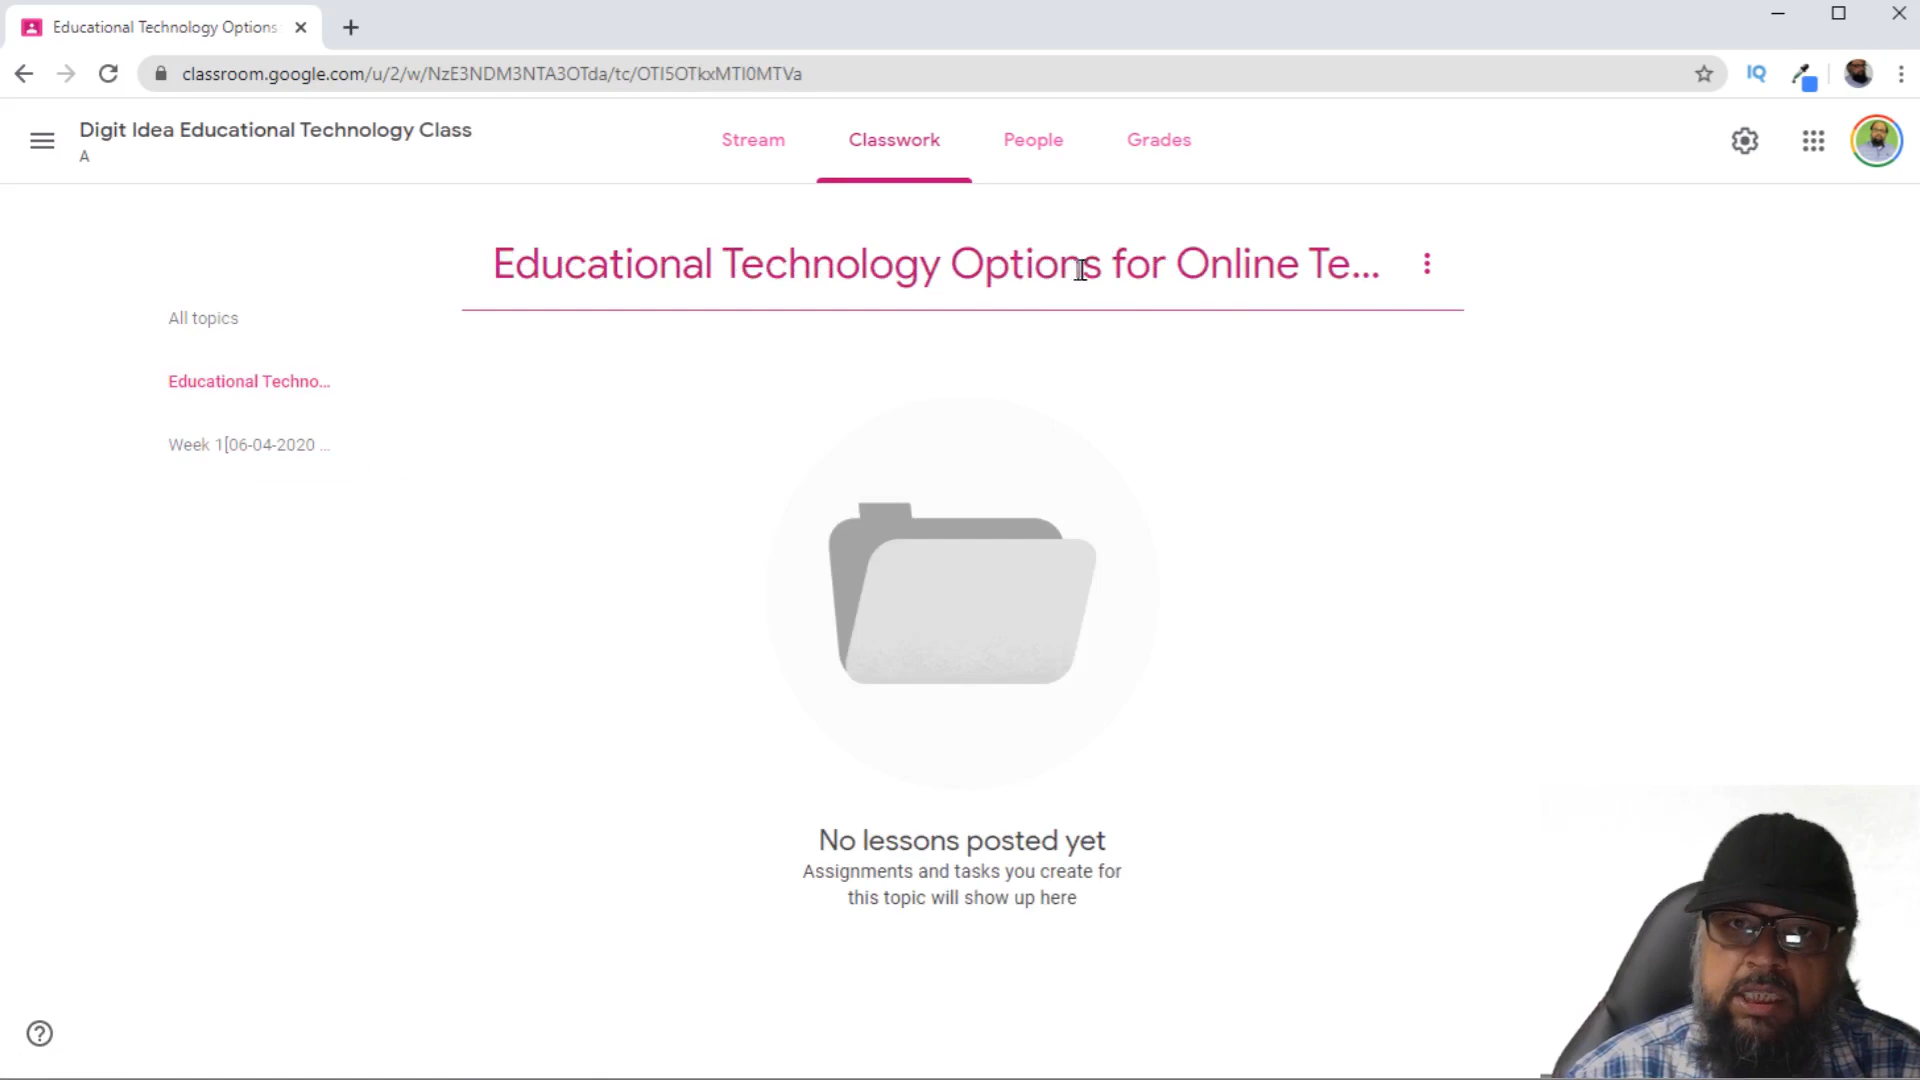 Educational Technology Options
classroom.google.com/u/2/w/NzE3NDM3NTA3OTda/tc/OTI5OTkxMTI0MTVa
IQ
Digit Idea Educational Technology Class
A
Stream
Classwork
People
Grades
Educational Technology Options for Online Te...
All topics
Educational Techno...
Week 1[06-04-2020 ...
No lessons posted yet
Assignments and tasks you create for
this topic will show up here